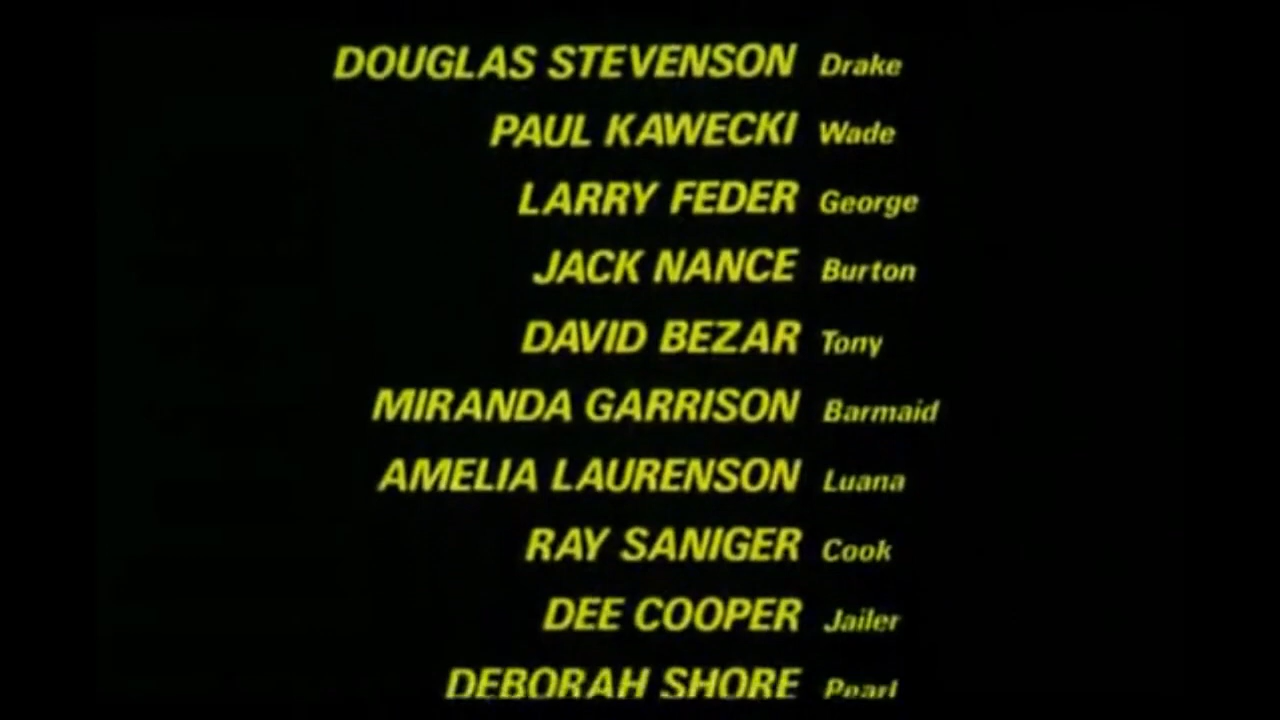 DOUGLAS STEVENSON Drake
PAUL KAWECKI Wade
LARRY FEDER George
JACK NANCE Burton
DAVID BEZAR Tony
MIRANDA GARRISON Barmaid
AMELIA LAURENSON Luana
RAY SANIGER Cook
DEE COOPER Jailer
DEBORAH SHORE Pearl